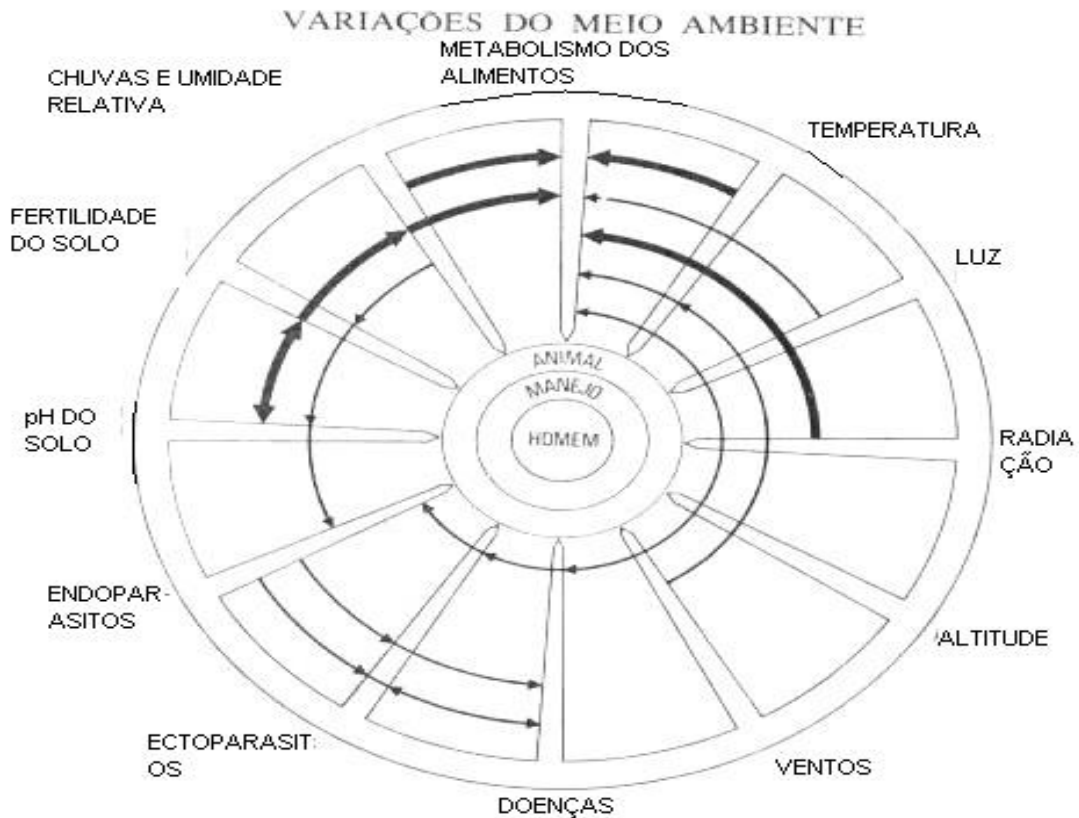 VARIAÇÕES DO MEIO AMBIENTE
METABOLISMO DOS
ALIMENTOS
CHUVAS E UMIDADE
RELATIVA
TEMPERATURA
FERTILIDADE
DO SOLO
LUZ
ANIMAL
MANEJO
HOMEM
pH DO
SOLO
RADIA
ÇÃO
ENDOPAR-
ASITOS
ALTITUDE
ECTOPARASIT:
OS
VENTOS
DOENÇAS